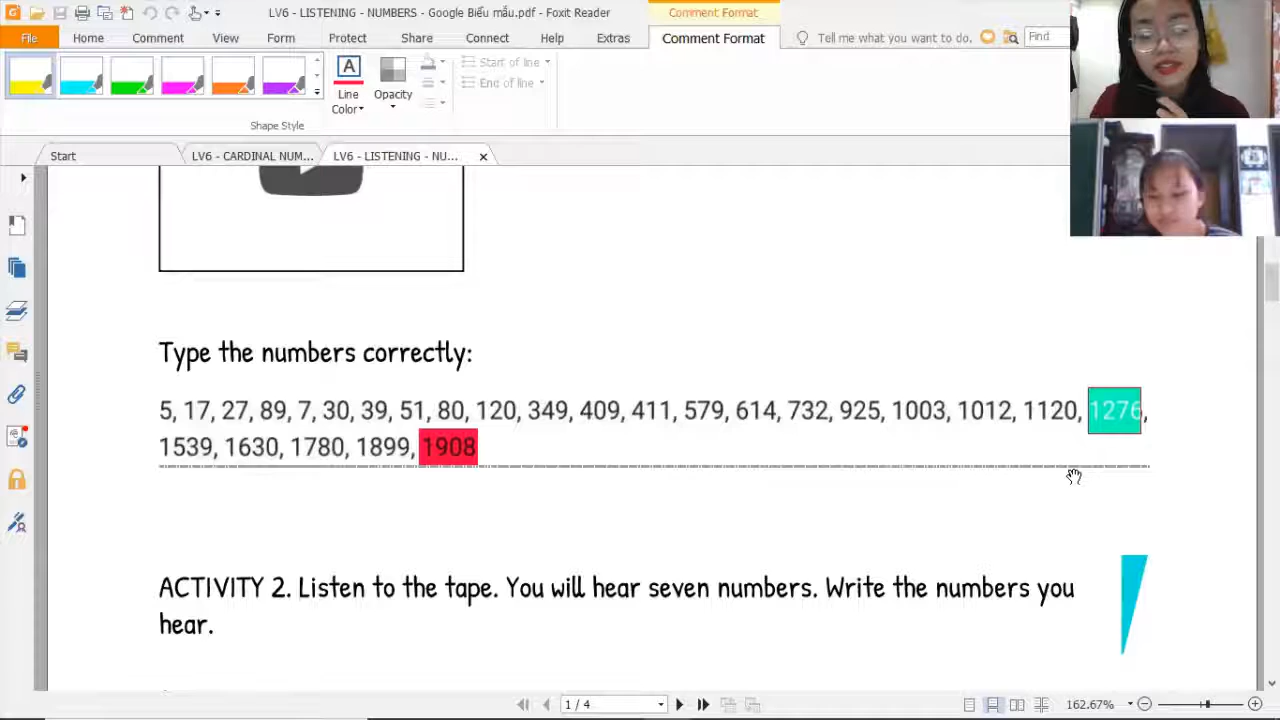 LV6 - LISTENING - NUMBERS - Google Biểu mẫu.pdf - Foxit Reader
Comment Format
File Home Comment View Form Protect Share Connect Help Extras Comment Format Tell me what you want to do. Find
Start of line
End of line
Line
Color
Opacity
Shape Style
Start LV6 - CARDINAL NUM... LV6 - LISTENING - NU...
Type the numbers correctly:
5, 17, 27, 89, 7, 30, 39, 51, 80, 120, 349, 409, 411, 579, 614, 732, 925, 1003, 1012, 1120, 1276,
1539, 1630, 1780, 1899, 1908
ACTIVITY 2. Listen to the tape. You will hear seven numbers. Write the numbers you
hear.
1 / 4
162.67%